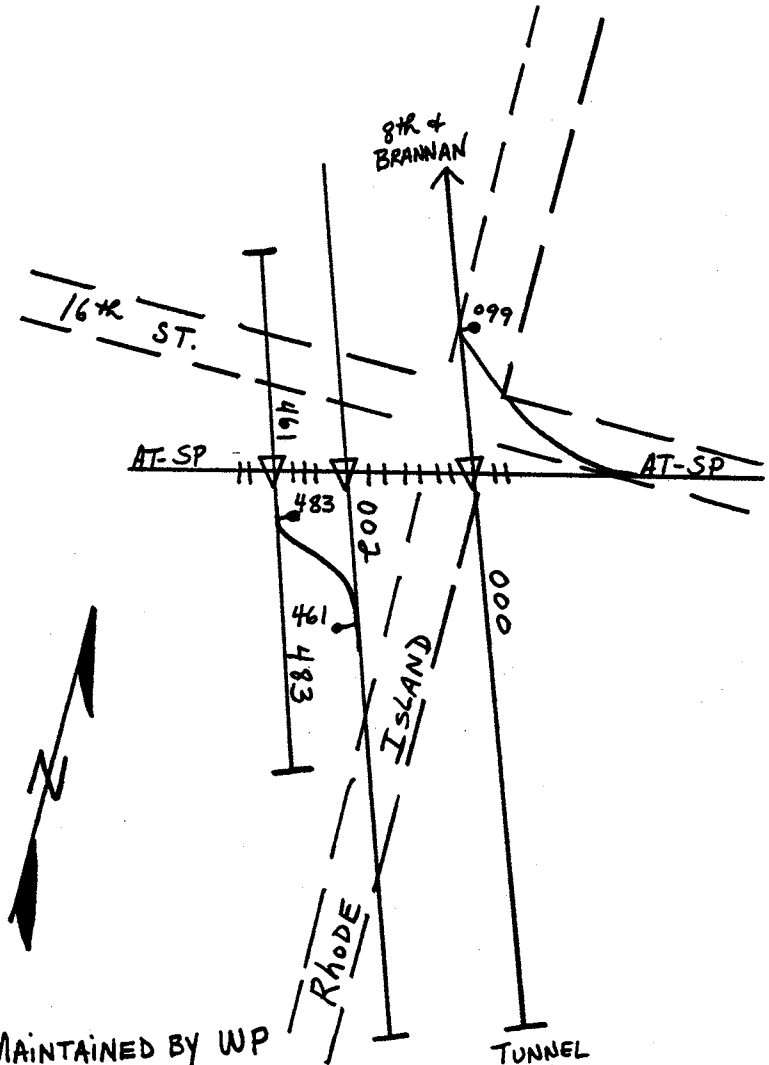 8th &
BRANNAN
16th
ST.
099
461
AT-SP
AT-SP
483
002
000
461
483
ISLAND
N
RhODE
MAiNTAiNED BY WP
TUNNEL